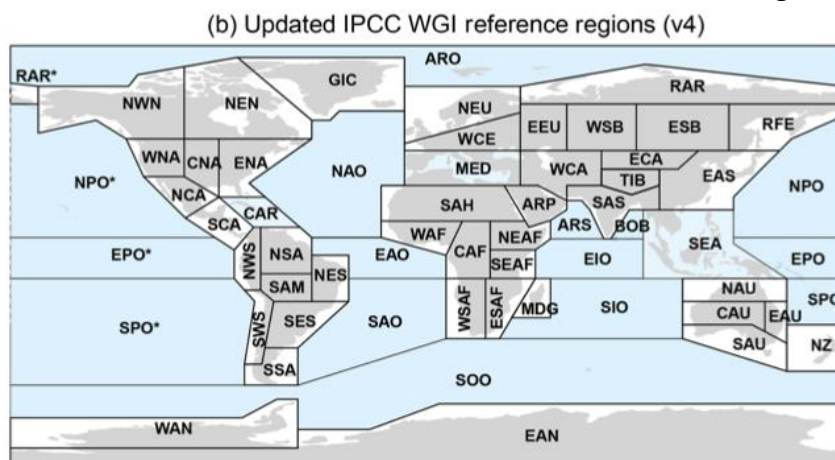 (b) Updated IPCC WGI reference regions (v4)
ARO
RAR*
GIC
RAR
NWN
NEN
NEU
EEU
WSB
ESB
RFE
WCE
WNA
CNA
ENA
NAO
MED
WCA
ECA
TIB
EAS
NPO*
NPO
NCA
SAH
ARP
SAS
CAR
SCA
WAF
NEAF
ARS
BOB
SEA
EPO*
NWS
NSA
EAO
CAF
SEAF
EIO
EPO
NES
SAM
NAU
SPO*
SAO
WSAF
ESAF
MDG
SIO
SPO
SWS
SES
CAU
EAU
SAU
NZ
SSA
SOO
WAN
EAN